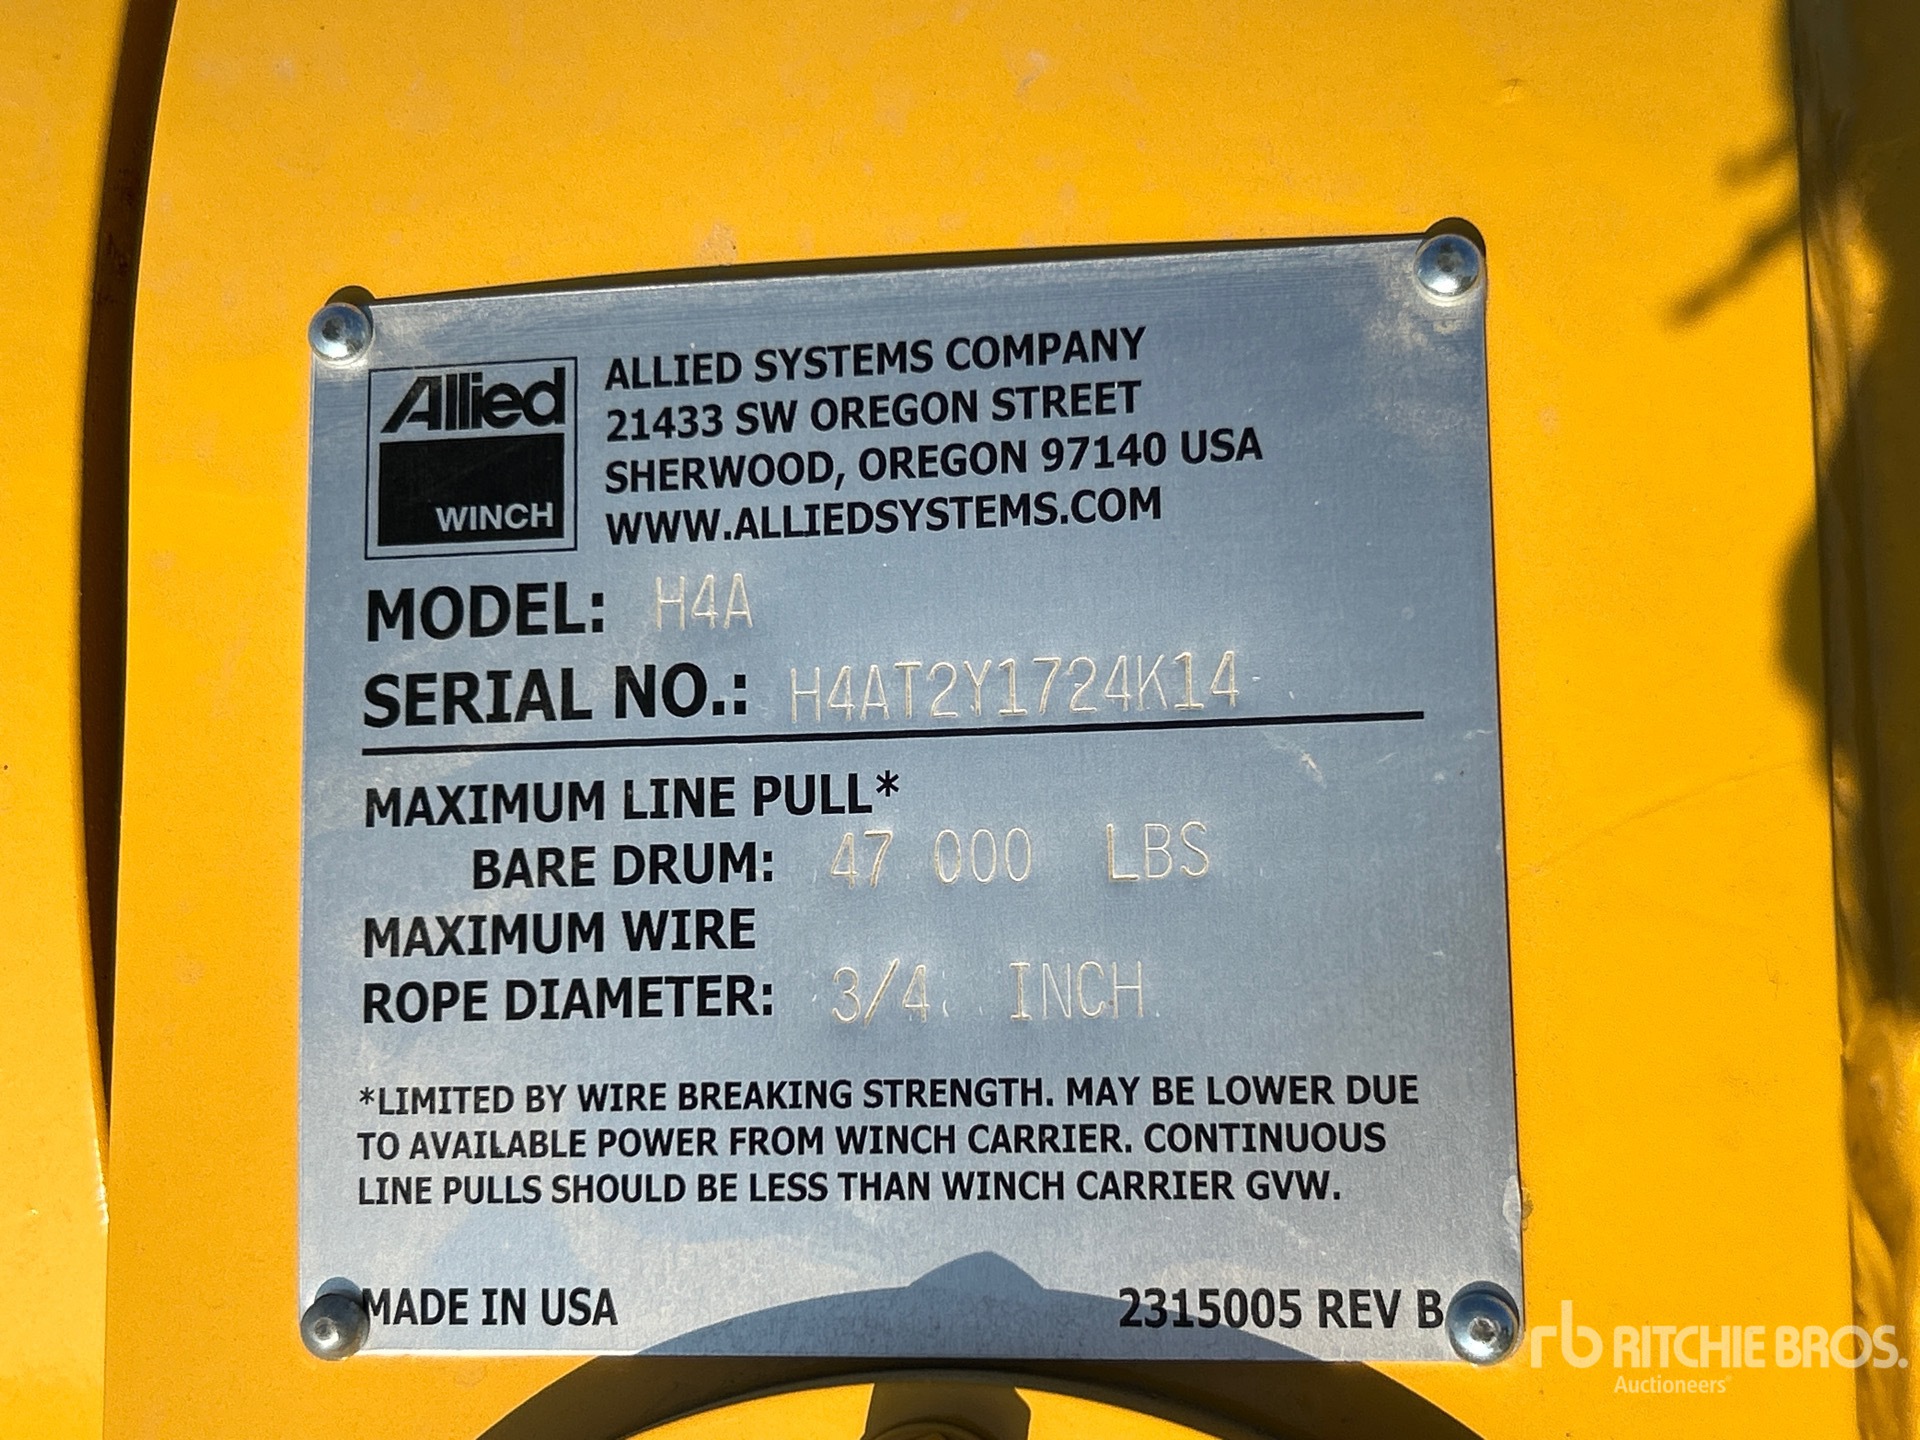 Allied
WINCH
ALLIED SYSTEMS COMPANY
21433 SW OREGON STREET
SHERWOOD, OREGON 97140 USA
WWW.ALLIEDSYSTEMS.COM
MODEL: H4A
SERIAL NO.: H4AT2Y1724K14
MAXIMUM LINE PULL*
BARE DRUM: 47 000 LBS
MAXIMUM WIRE
ROPE DIAMETER: 3/4 INCH
*LIMITED BY WIRE BREAKING STRENGTH. MAY BE LOWER DUE
TO AVAILABLE POWER FROM WINCH CARRIER. CONTINUOUS
LINE PULLS SHOULD BE LESS THAN WINCH CARRIER GVW.
MADE IN USA 2315005 REV B
rb RITCHIE BROS.
Auctioneers